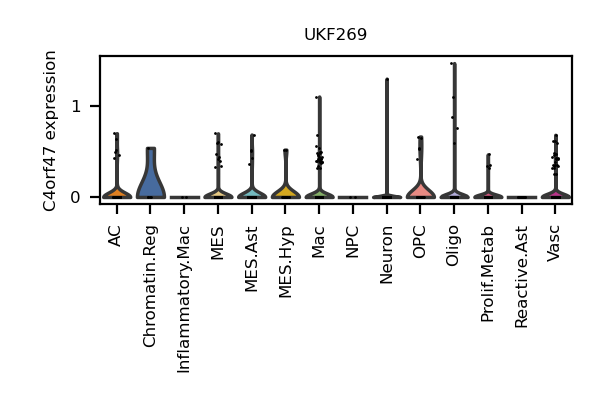 UKF269
C4orf47 expression
1
0
AC
Chromatin.Reg
Inflammatory.Mac
MES
MES.Ast
MES.Hyp
Mac
NPC
Neuron
OPC
Oligo
Prolif.Metab
Reactive.Ast
Vasc